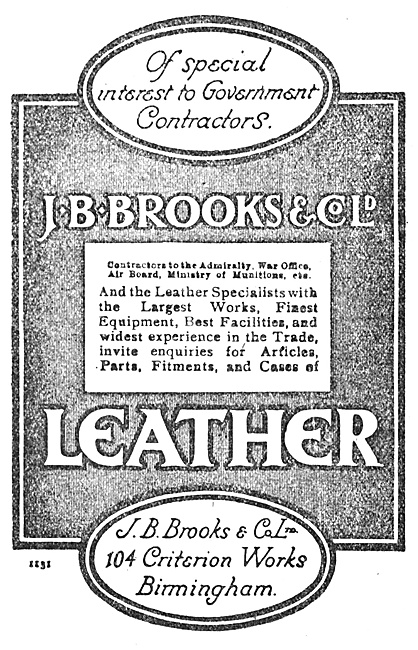 Of special
interest to Government
Contractors.
J·B·BROOKS & Co LD
Contractors to the Admiralty, War Office,
Air Board, Ministry of Munitions, etc.
And the Leather Specialists with
the Largest Works, Finest
Equipment, Best Facilities, and
widest experience in the Trade,
invite enquiries for Articles,
Parts, Fitments, and Cases of
LEATHER
J. B. Brooks & Co. Ltd.
104 Criterion Works
Birmingham.
1131